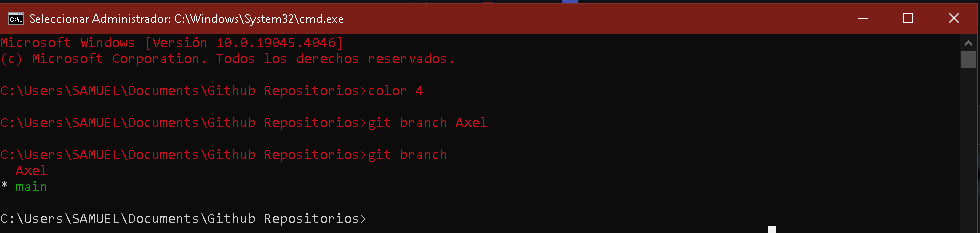 Seleccionar Administrador: C:\Windows\System32\cmd.exe
Microsoft Windows [Versión 10.0.19045.4046]
(c) Microsoft Corporation. Todos los derechos reservados.
C:\Users\SAMUEL\Documents\Github Repositorios>color 4
C:\Users\SAMUEL\Documents\Github Repositorios>git branch Axel
C:\Users\SAMUEL\Documents\Github Repositorios>git branch
  Axel
* main
C:\Users\SAMUEL\Documents\Github Repositorios>